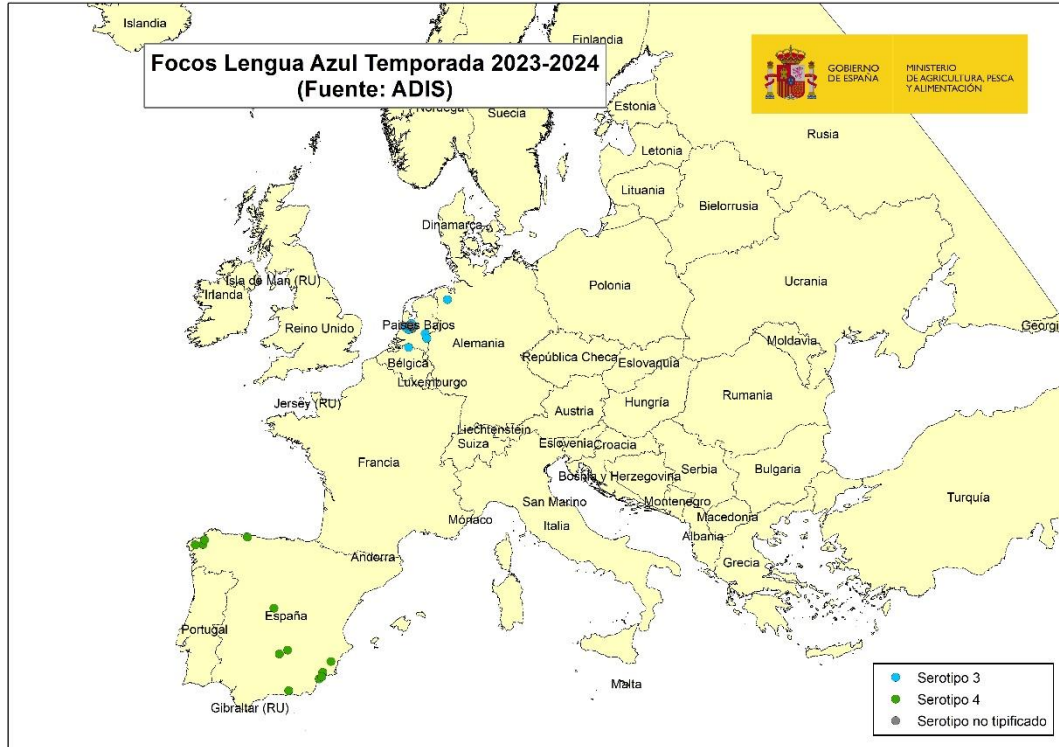 Islandia
Finlandia
Focos Lengua Azul Temporada 2023-2024
(Fuente: ADIS)
GOBIERNO
DE ESPAÑA
MINISTERIO
DE AGRICULTURA, PESCA
Y ALIMENTACIÓN
Noruega
Suecia
Estonia
Rusia
Letonia
Lituania
Bielorrusia
Dinamarca
Isla de Man (RU)
Irlanda
Polonia
Ucrania
Reino Unido
Países Bajos
Georgi
Alemania
Moldavia
Bélgica
República Checa
Eslovaquia
Luxemburgo
Jersey (RU)
Austria
Hungría
Rumanía
Liechtenstein
Suiza
Eslovenia
Croacia
Francia
Bosnia y Herzegovina
Serbia
Bulgaria
San Marino
Montenegro
Turquía
Mónaco
Italia
Macedonia
Albania
Andorra
Grecia
España
Portugal
Malta
Gibraltar (RU)
Serotipo 3
Serotipo 4
Serotipo no tipificado